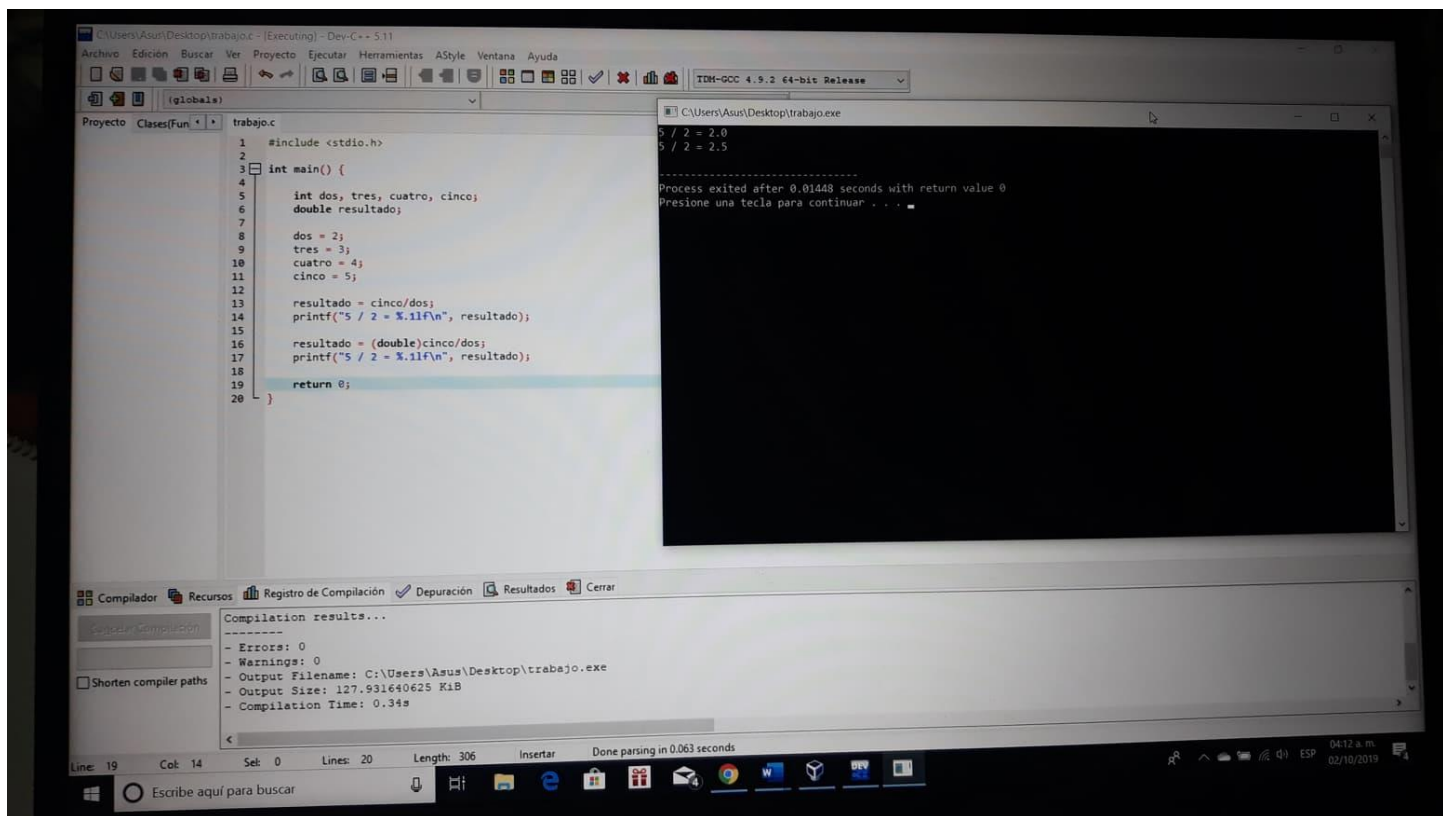 C:\Users\Asus\Desktop\trabajo.c - [Executing] - Dev-C++ 5.11
Archivo Edición Buscar Ver Proyecto Ejecutar Herramientas AStyle Ventana Ayuda
TDM-GCC 4.9.2 64-bit Release
(globals)
Proyecto Clases(Fun
trabajo.c
1 #include <stdio.h>
2
3 int main() {
4
5 int dos, tres, cuatro, cinco;
6 double resultado;
7
8 dos = 2;
9 tres = 3;
10 cuatro = 4;
11 cinco = 5;
12
13 resultado = cinco/dos;
14 printf("5 / 2 = %.1lf\n", resultado);
15
16 resultado = (double)cinco/dos;
17 printf("5 / 2 = %.1lf\n", resultado);
18
19 return 0;
20 }
C:\Users\Asus\Desktop\trabajo.exe
5 / 2 = 2.0
5 / 2 = 2.5
--------------------------------
Process exited after 0.01448 seconds with return value 0
Presione una tecla para continuar . . .
Compilador Recursos Registro de Compilación Depuración Resultados Cerrar
Cancelar Compilación
Shorten compiler paths
Compilation results...
--------
- Errors: 0
- Warnings: 0
- Output Filename: C:\Users\Asus\Desktop\trabajo.exe
- Output Size: 127.931640625 KiB
- Compilation Time: 0.34s
Line: 19 Col: 14 Sel: 0 Lines: 20 Length: 306 Insertar Done parsing in 0.063 seconds
Escribe aquí para buscar
4
W
DEV
ESP
04:12 a. m.
02/10/2019
4